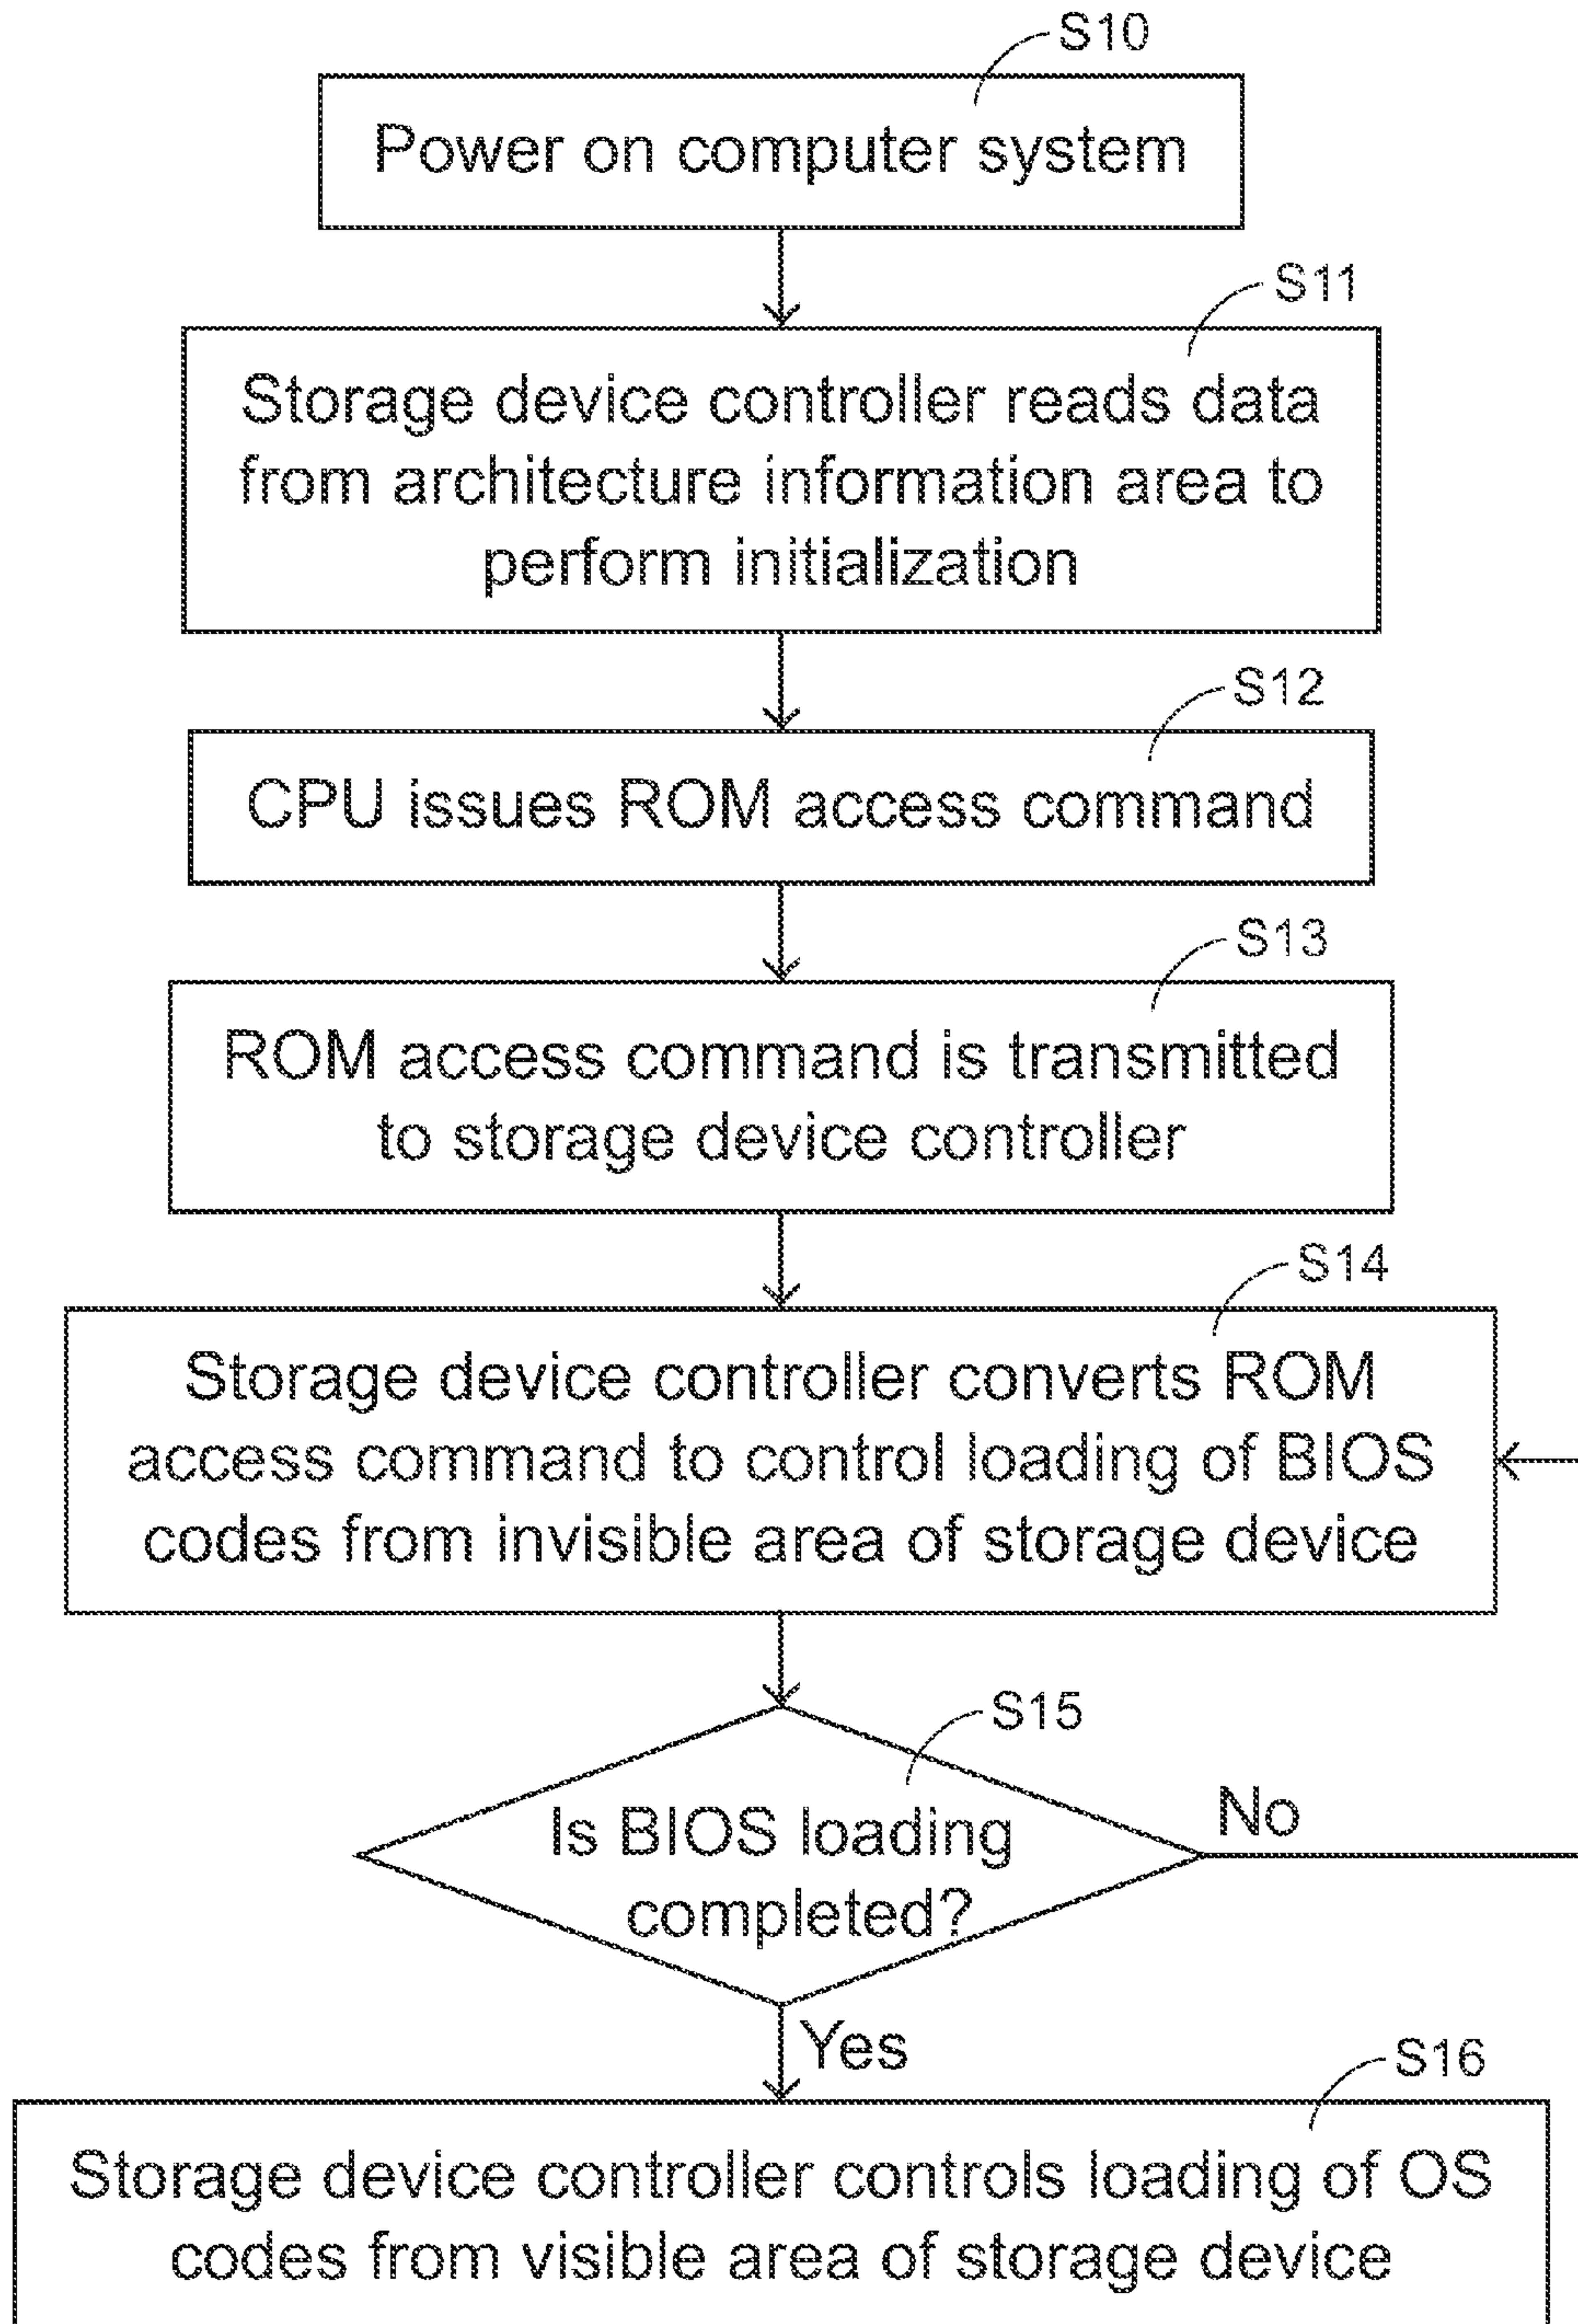 S10
Power on computer system
S11
Storage device controller reads data
from architecture information area to
perform initialization
S12
CPU issues ROM access command
S13
ROM access command is transmitted
to storage device controller
S14
Storage device controller converts ROM
access command to control loading of BIOS
codes from invisible area of storage device
S15
Is BIOS loading
completed?
No
Yes
S16
Storage device controller controls loading of OS
codes from visible area of storage device